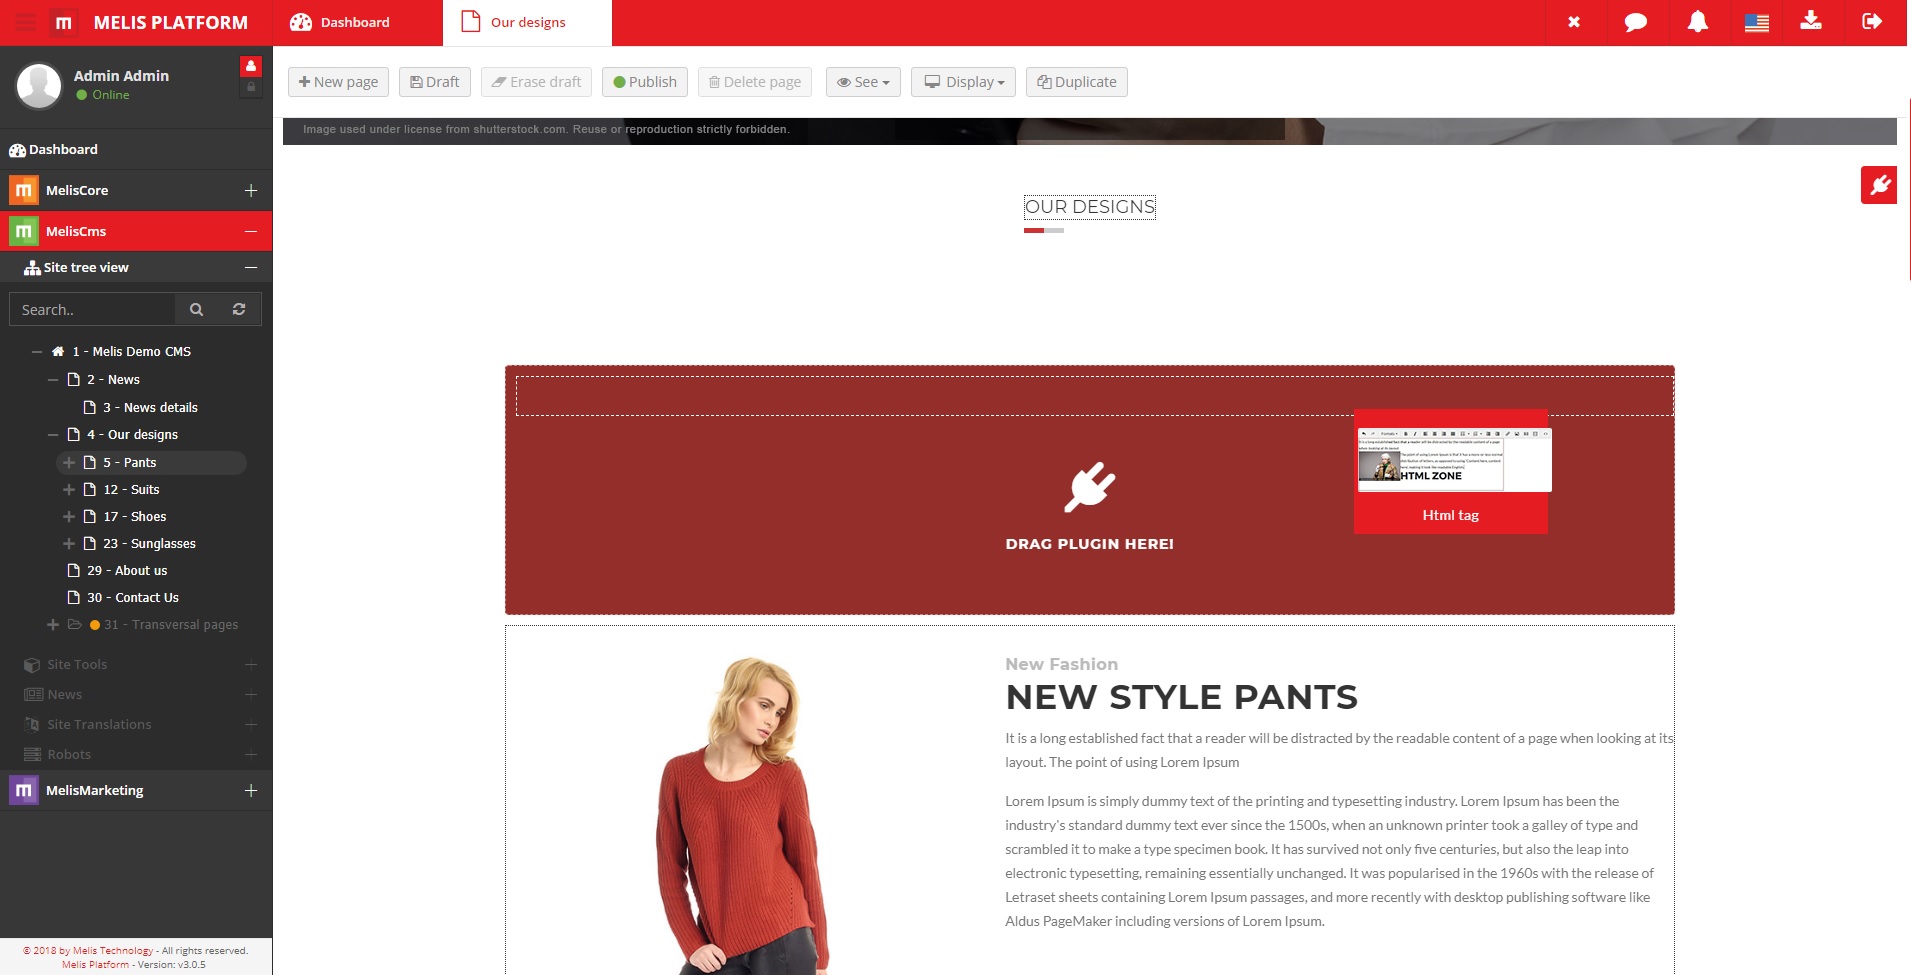 MELIS PLATFORM
Dashboard
Our designs
Admin Admin
Online
New page
Draft
Erase draft
Publish
Delete page
See
Display
Duplicate
Image used under license from shutterstock.com. Reuse or reproduction strictly forbidden.
Dashboard
MelisCore
MelisCms
Site tree view
Search..
1 - Melis Demo CMS
2 - News
3 - News details
4 - Our designs
5 - Pants
12 - Suits
17 - Shoes
23 - Sunglasses
29 - About us
30 - Contact Us
31 - Transversal pages
Site Tools
News
Site Translations
Robots
MelisMarketing
© 2018 by Melis Technology - All rights reserved.
Melis Platform - Version: v3.0.5
OUR DESIGNS
HTML ZONE
Html tag
DRAG PLUGIN HERE!
New Fashion
NEW STYLE PANTS
It is a long established fact that a reader will be distracted by the readable content of a page when looking at its
layout. The point of using Lorem Ipsum
Lorem Ipsum is simply dummy text of the printing and typesetting industry. Lorem Ipsum has been the
industry's standard dummy text ever since the 1500s, when an unknown printer took a galley of type and
scrambled it to make a type specimen book. It has survived not only five centuries, but also the leap into
electronic typesetting, remaining essentially unchanged. It was popularised in the 1960s with the release of
Letraset sheets containing Lorem Ipsum passages, and more recently with desktop publishing software like
Aldus PageMaker including versions of Lorem Ipsum.